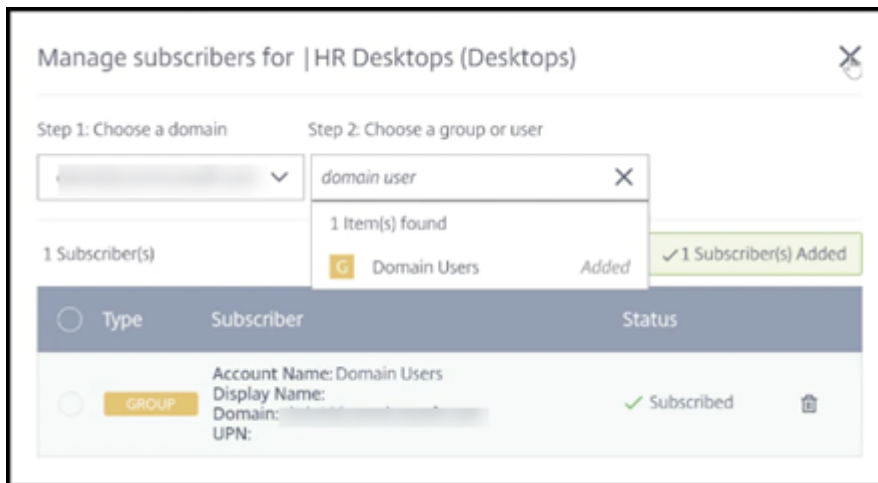 Manage subscribers for |HR Desktops (Desktops)
Step 1: Choose a domain
Step 2: Choose a group or user
domain user
1 Item(s) found
G Domain Users Added
1 Subscriber(s)
✓1 Subscriber(s) Added
Type Subscriber Status
GROUP
Account Name: Domain Users
Display Name:
Domain:
UPN:
✓ Subscribed